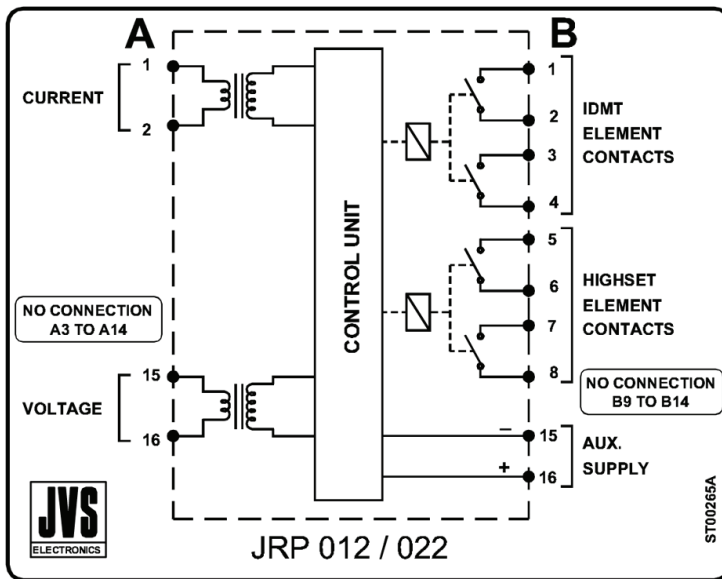 A
B
1
CURRENT
2
NO CONNECTION
A3 TO A14
15
VOLTAGE
16
CONTROL UNIT
1
2
3
4
IDMT
ELEMENT
CONTACTS
5
6
7
8
HIGHSET
ELEMENT
CONTACTS
NO CONNECTION
B9 TO B14
– 15
+ 16
AUX.
SUPPLY
JVS
ELECTRONICS
JRP 012 / 022
ST00265A